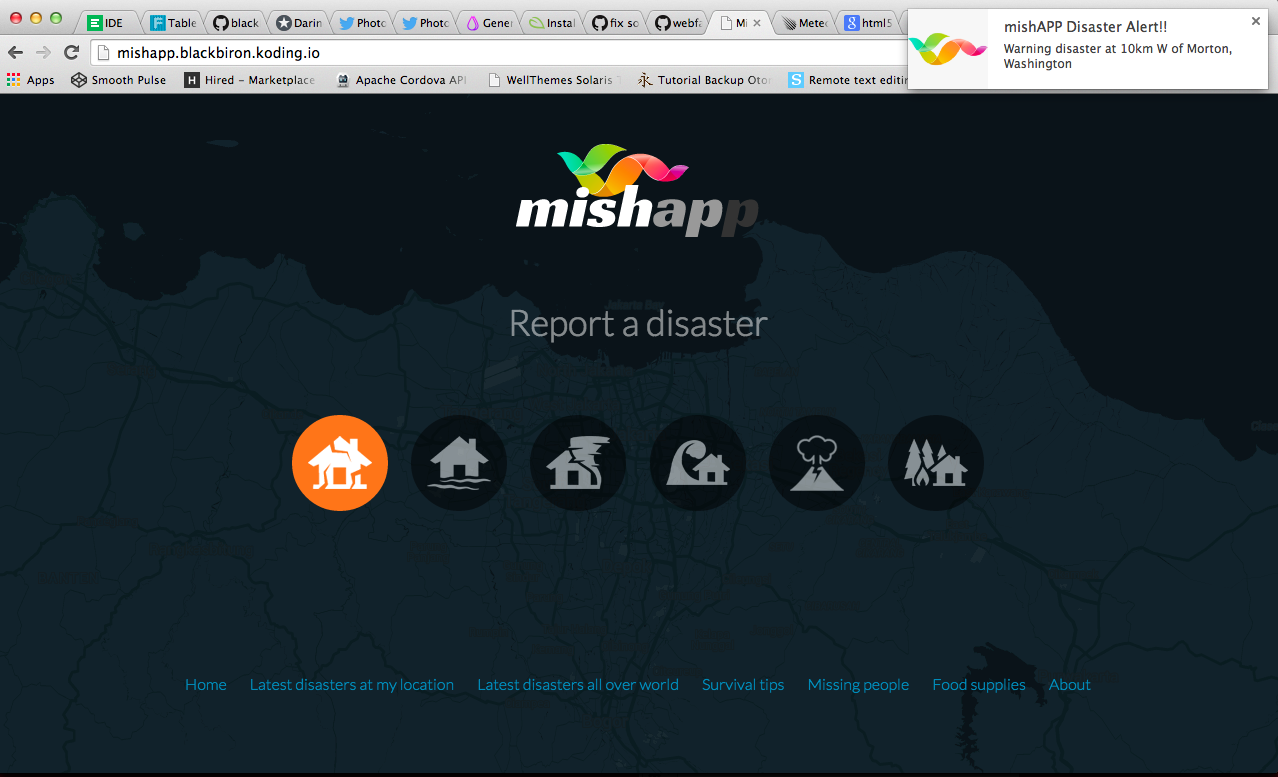 IDE
Table
black
Darin
Photo
Photo
Gener
Instal
fix so
webfa
Mi
Meteo
html5
mishapp.blackbiron.koding.io
Apps
Smooth Pulse
Hired – Marketplace
Apache Cordova API
WellThemes Solaris T
Tutorial Backup Otom
Remote text editin
mishAPP Disaster Alert!!
Warning disaster at 10km W of Morton,
Washington
mishapp
Jakarta Bay
Report a disaster
Home Latest disasters at my location Latest disasters all over world Survival tips Missing people Food supplies About